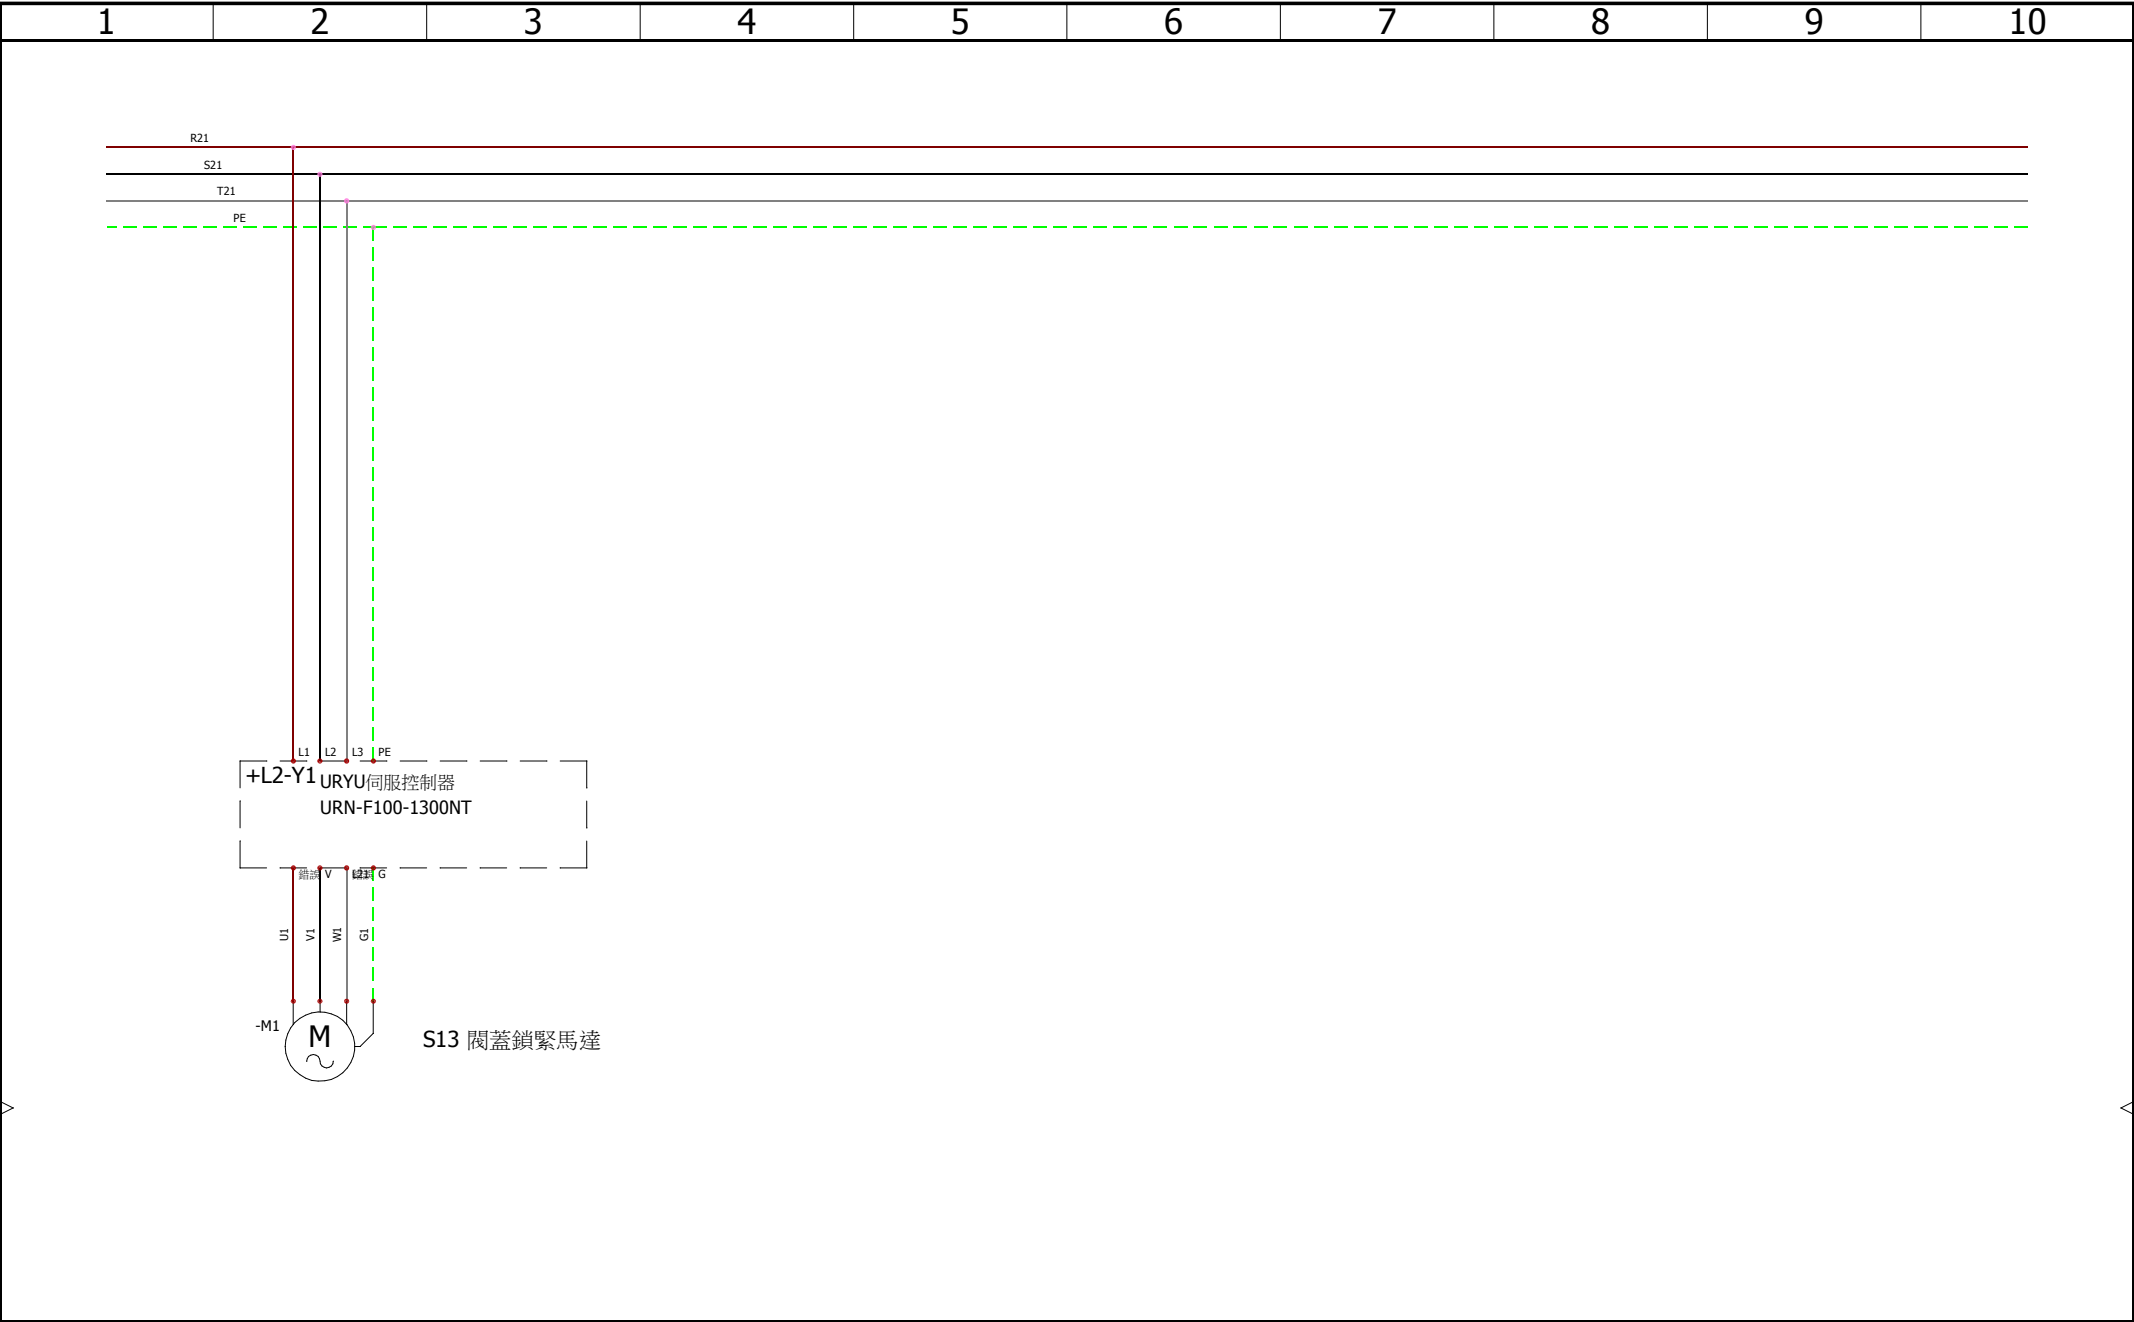 1 2 3 4 5 6 7 8 9 10
R21
S21
T21
PE
L1 L2 L3 PE
+L2-Y1 URYU伺服控制器
URN-F100-1300NT
錯誤 V G
U1 V1 W1 G1
-M1
M
S13 閥蓋鎖緊馬達